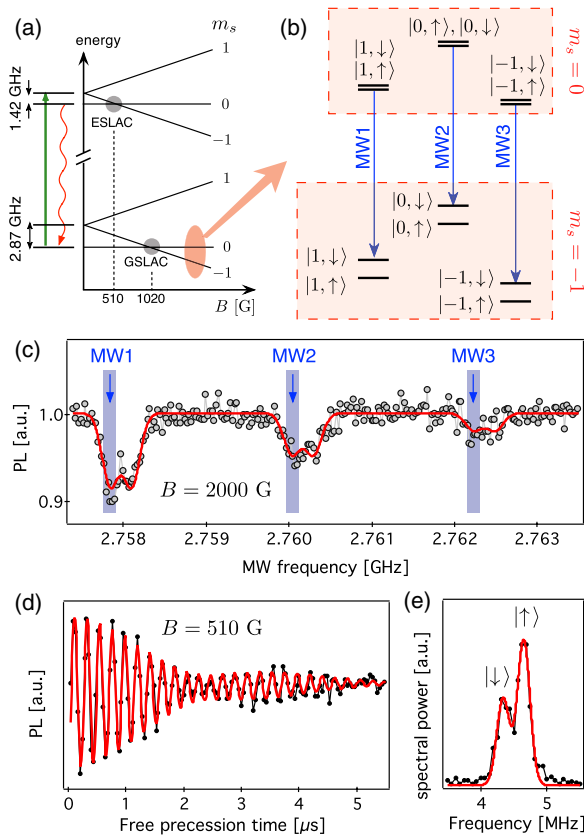 (a)
energy
m_s
1
0
−1
1.42 GHz
ESLAC
510
2.87 GHz
1
0
−1
GSLAC
510
1020
B [G]
(b)
|0,↑⟩,|0,↓⟩
|1,↓⟩
|1,↑⟩
|−1,↓⟩
|−1,↑⟩
m_s = 0
MW1
MW2
MW3
|0,↓⟩
|0,↑⟩
|1,↓⟩
|1,↑⟩
|−1,↓⟩
|−1,↑⟩
m_s = −1
(c)
MW1
MW2
MW3
PL [a.u.]
1.0
0.9
B = 2000 G
2.758
2.759
2.760
2.761
2.762
2.763
MW frequency [GHz]
(d)
B = 510 G
PL [a.u.]
0
1
2
3
4
5
Free precession time [µs]
(e)
|↑⟩
|↓⟩
spectral power [a.u.]
4
5
Frequency [MHz]